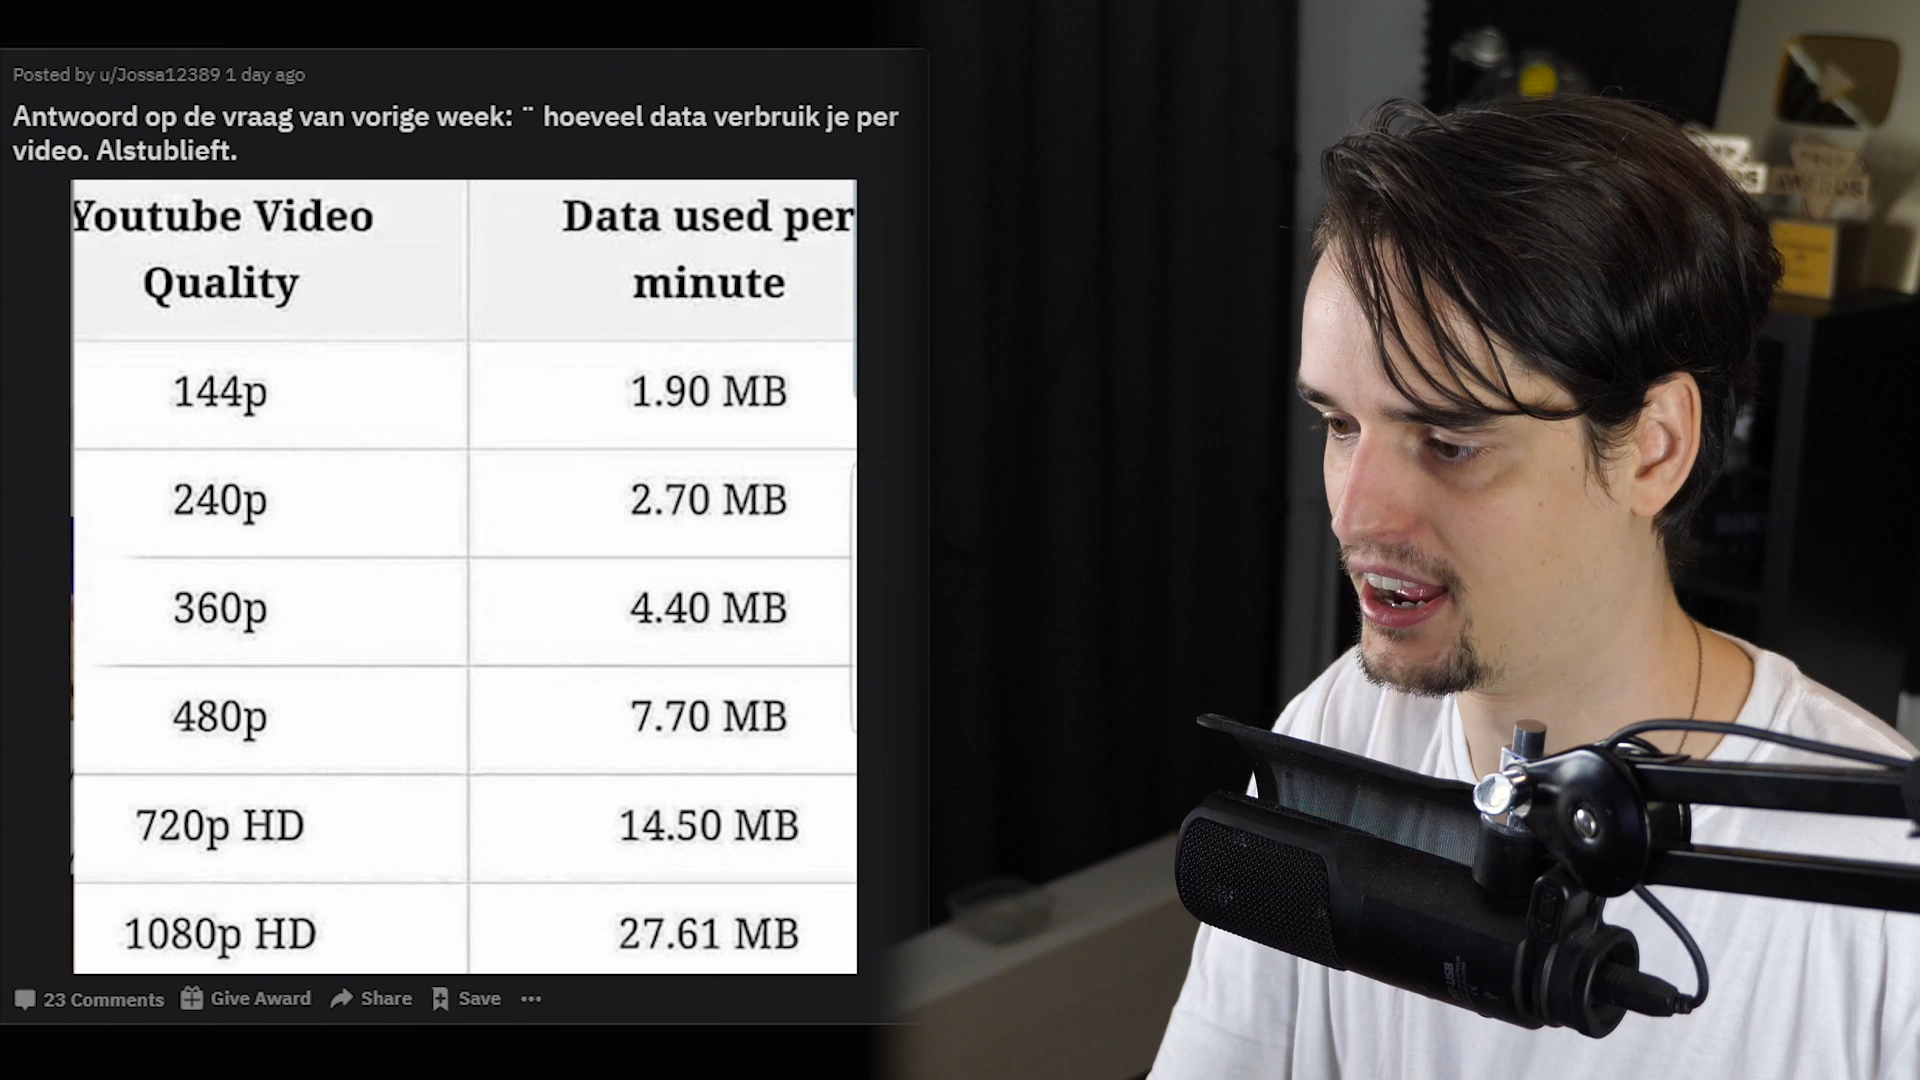 Posted by u/Jossa12389 1 day ago
Antwoord op de vraag van vorige week: ¨ hoeveel data verbruik je per
video. Alstublieft.
Youtube Video Quality
Data used per minute
144p 1.90 MB
240p 2.70 MB
360p 4.40 MB
480p 7.70 MB
720p HD 14.50 MB
1080p HD 27.61 MB
23 Comments Give Award Share Save ...